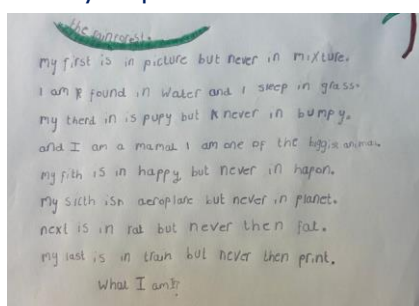 the rainforest.
my first is in picture but never in mixture.
I am found in water and I sleep in grass.
my therd in is pupy but never in bumpy.
and I am a mamal I am one of the biggist animal.
my fith is in happy but never in hapon.
my sicth isn aeroplane but never in planet.
next is in rat but never then jat.
my last is in train but never then print.
What I am?